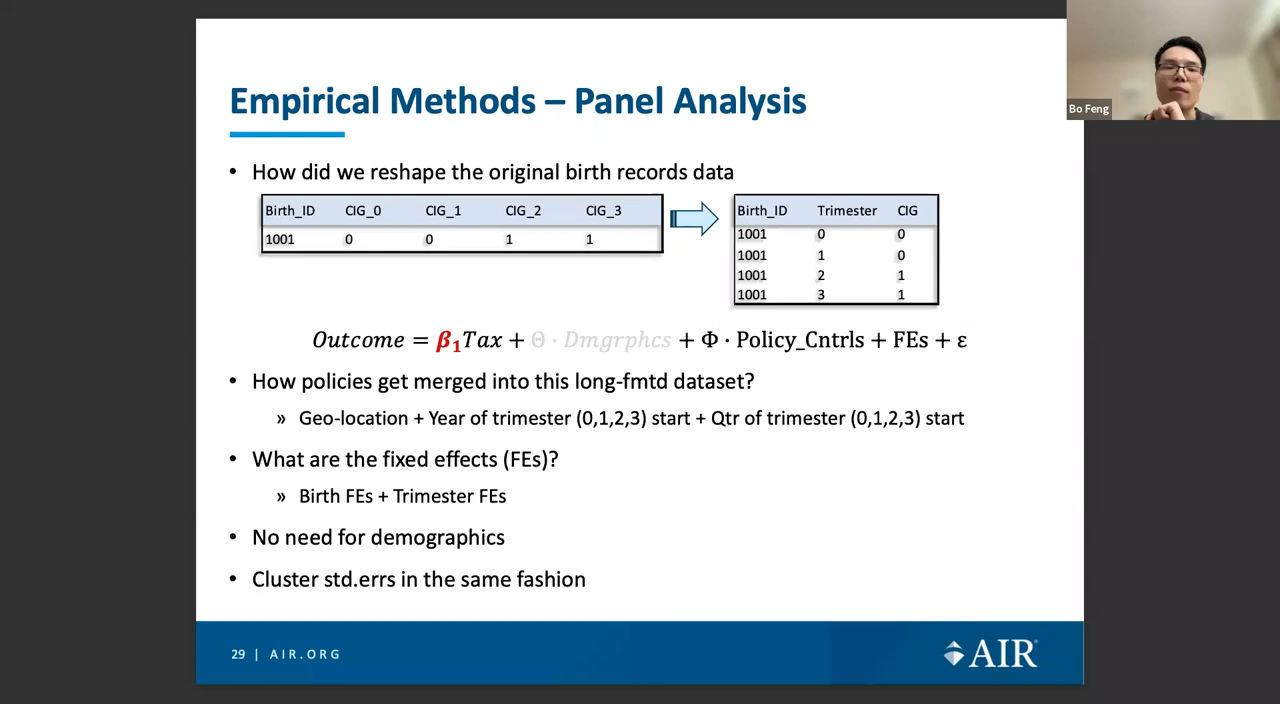 Bo Feng
Empirical Methods – Panel Analysis
• How did we reshape the original birth records data
Birth_ID CIG_0 CIG_1 CIG_2 CIG_3
1001 0 0 1 1
Birth_ID Trimester CIG
1001 0 0
1001 1 0
1001 2 1
1001 3 1
Outcome = β₁Tax + Θ · Dmgrphcs + Φ · Policy_Cntrls + FEs + ε
• How policies get merged into this long-fmtd dataset?
» Geo-location + Year of trimester (0,1,2,3) start + Qtr of trimester (0,1,2,3) start
• What are the fixed effects (FEs)?
» Birth FEs + Trimester FEs
• No need for demographics
• Cluster std.errs in the same fashion
29 | AIR.ORG
AIR®